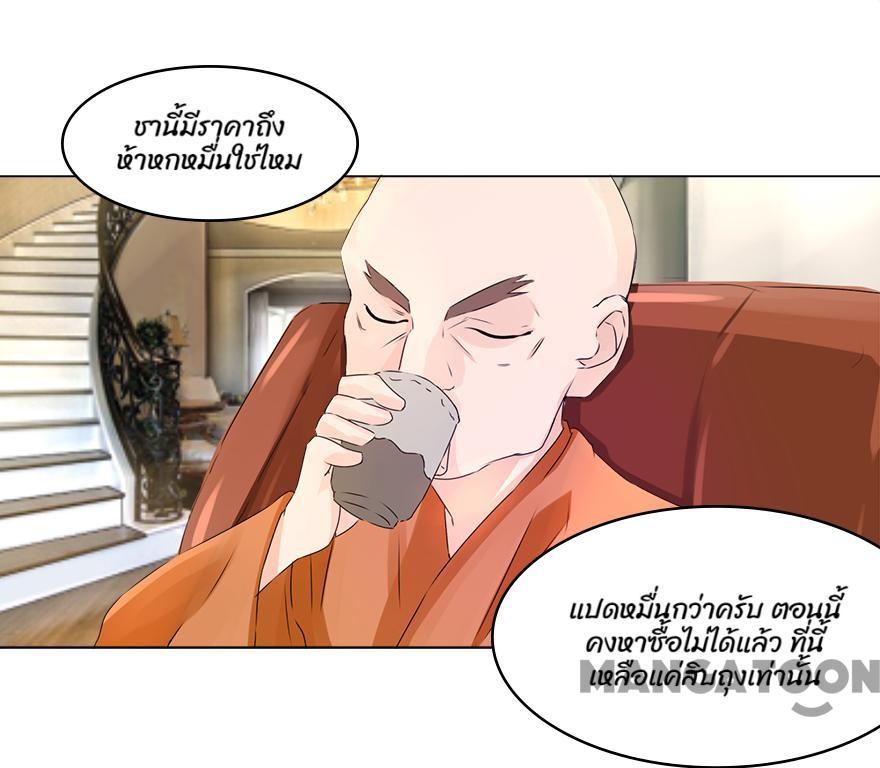 ชานี้มีราคาถึง
ห้าหกหมื่นใช่ไหม
แปดหมื่นกว่าครับ ตอนนี้
คงหาซื้อไม่ได้แล้ว ที่นี้
เหลือแค่สิบถุงเท่านั้น
MANGATOON